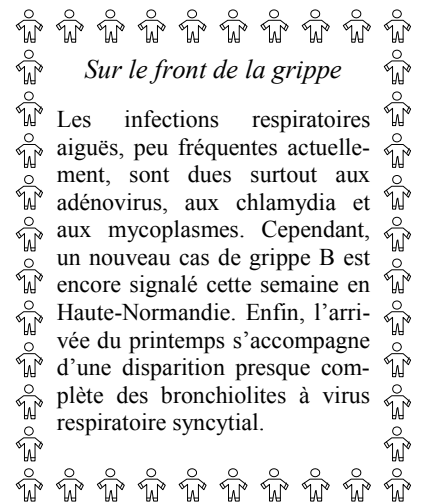 Sur le front de la grippe
Les infections respiratoires
aiguës, peu fréquentes actuelle-
ment, sont dues surtout aux
adénovirus, aux chlamydia et
aux mycoplasmes. Cependant,
un nouveau cas de grippe B est
encore signalé cette semaine en
Haute-Normandie. Enfin, l’arri-
vée du printemps s’accompagne
d’une disparition presque com-
plète des bronchiolites à virus
respiratoire syncytial.